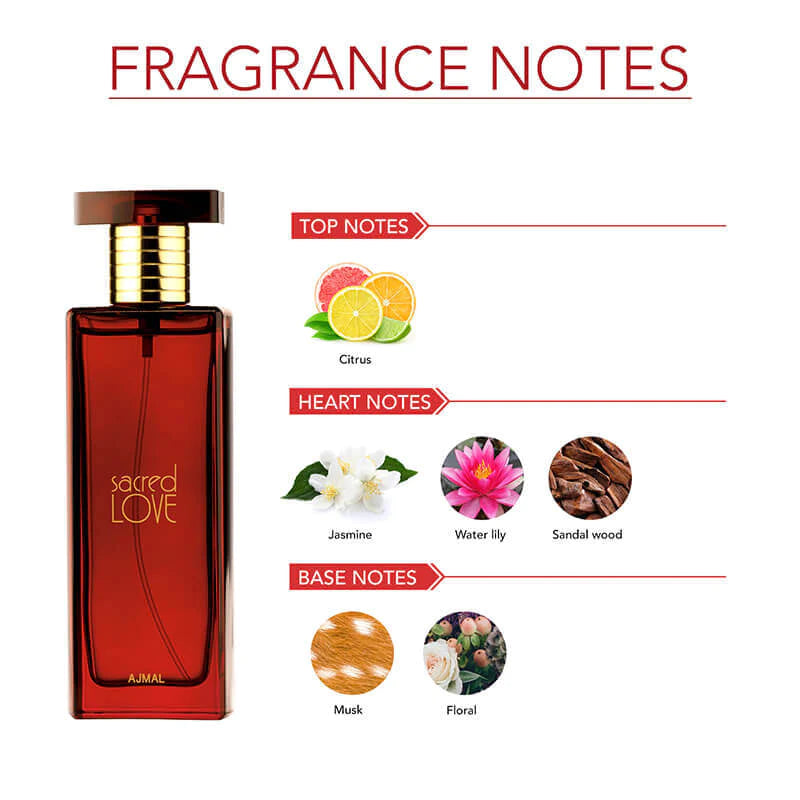 FRAGRANCE NOTES
TOP NOTES
Citrus
HEART NOTES
Jasmine
Water lily
Sandal wood
BASE NOTES
Musk
Floral
sacred
LOVE
AJMAL